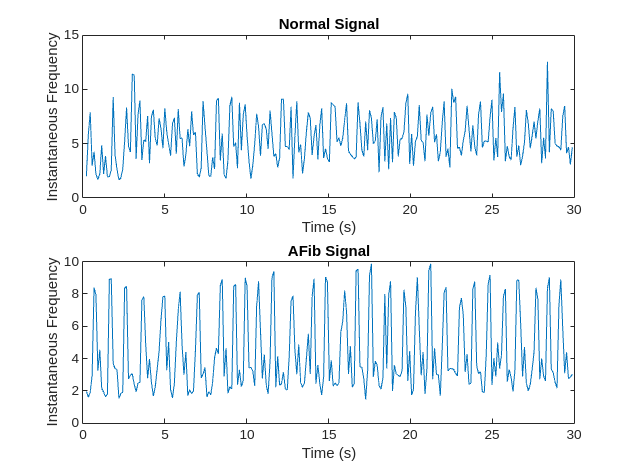 Normal Signal
Instantaneous Frequency
15
10
5
0
0 5 10 15 20 25 30
Time (s)
AFib Signal
Instantaneous Frequency
10
8
6
4
2
0
0 5 10 15 20 25 30
Time (s)